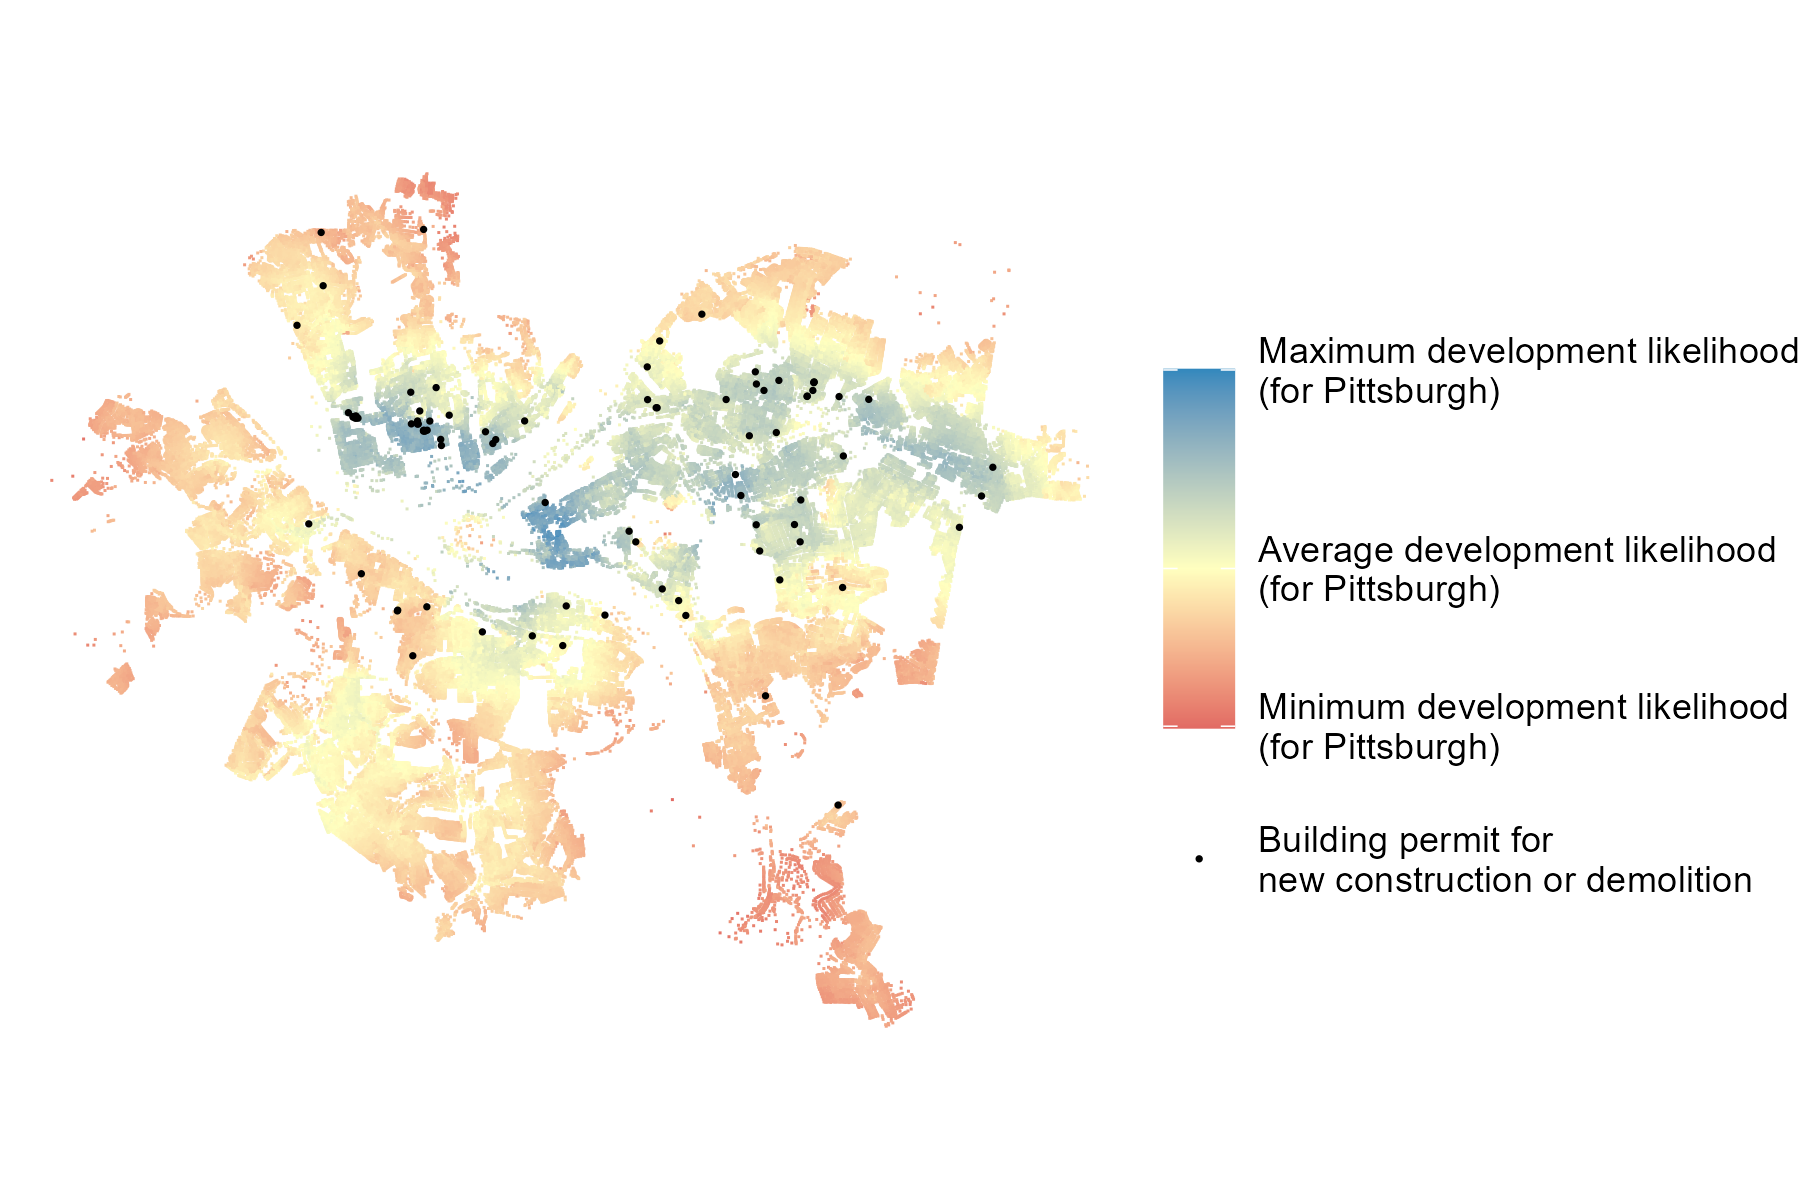 Maximum development likelihood
(for Pittsburgh)
Average development likelihood
(for Pittsburgh)
Minimum development likelihood
(for Pittsburgh)
Building permit for
new construction or demolition